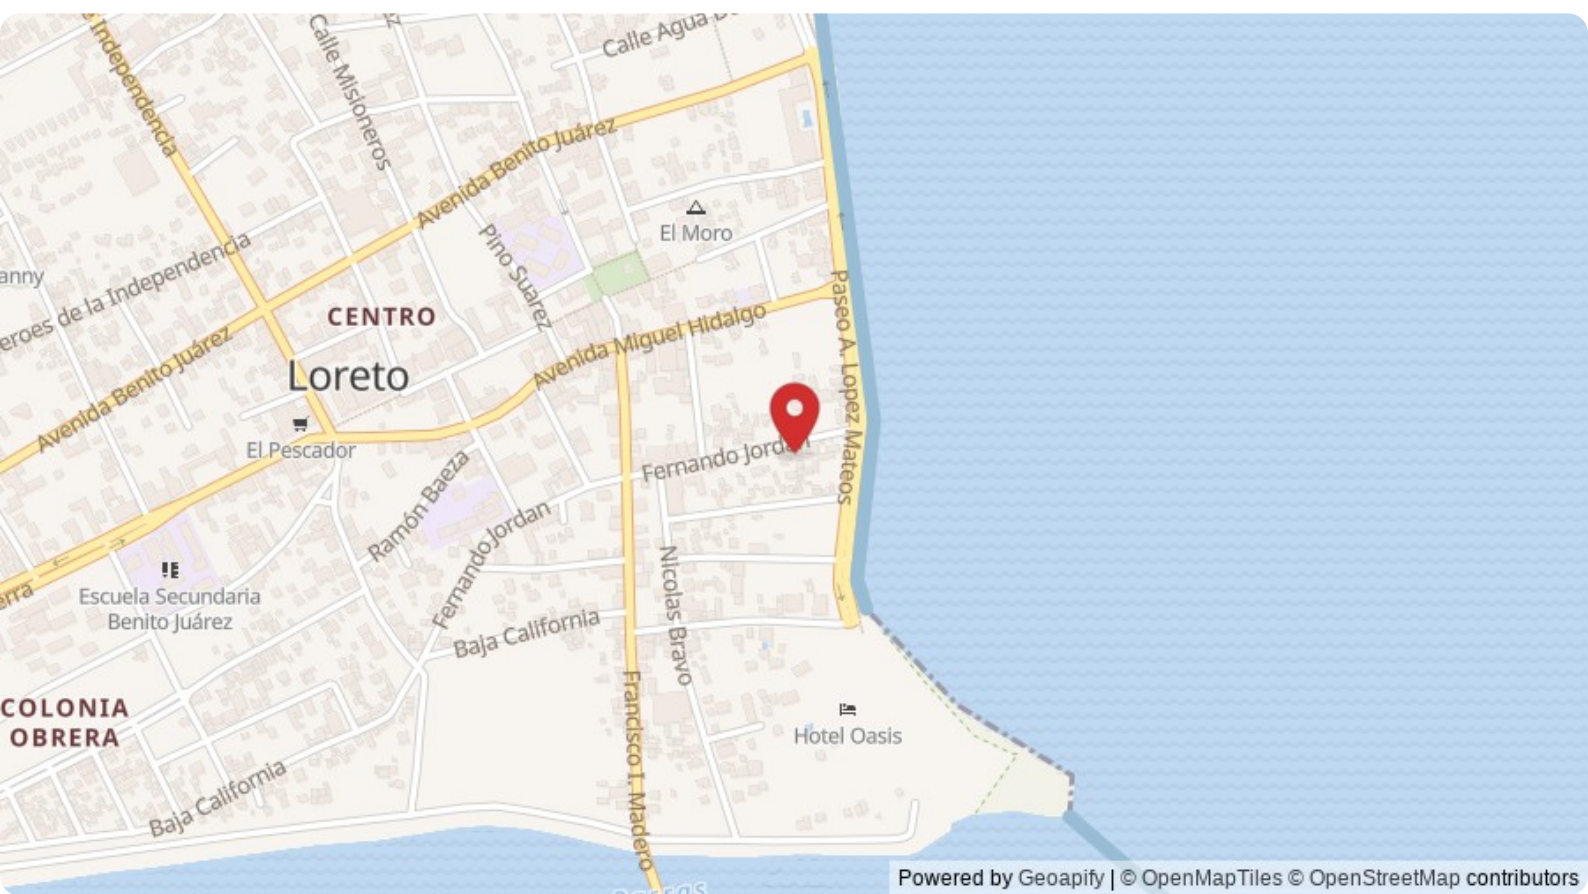 Independencia
Calle Misioneros
Calle Agua D
Avenida Benito Juárez
Pino Suarez
El Moro
eroes de la Independencia
anny
CENTRO
Loreto
Avenida Miguel Hidalgo
Paseo A. Lopez Mateos
Avenida Benito Juárez
El Pescador
Fernando Jordan
Ramón Baeza
Fernando Jordan
Nicolas Bravo
Escuela Secundaria
Benito Juárez
erra
Baja California
Francisco I. Madero
COLONIA
OBRERA
Hotel Oasis
Baja California
Powered by Geoapify | © OpenMapTiles © OpenStreetMap contributors